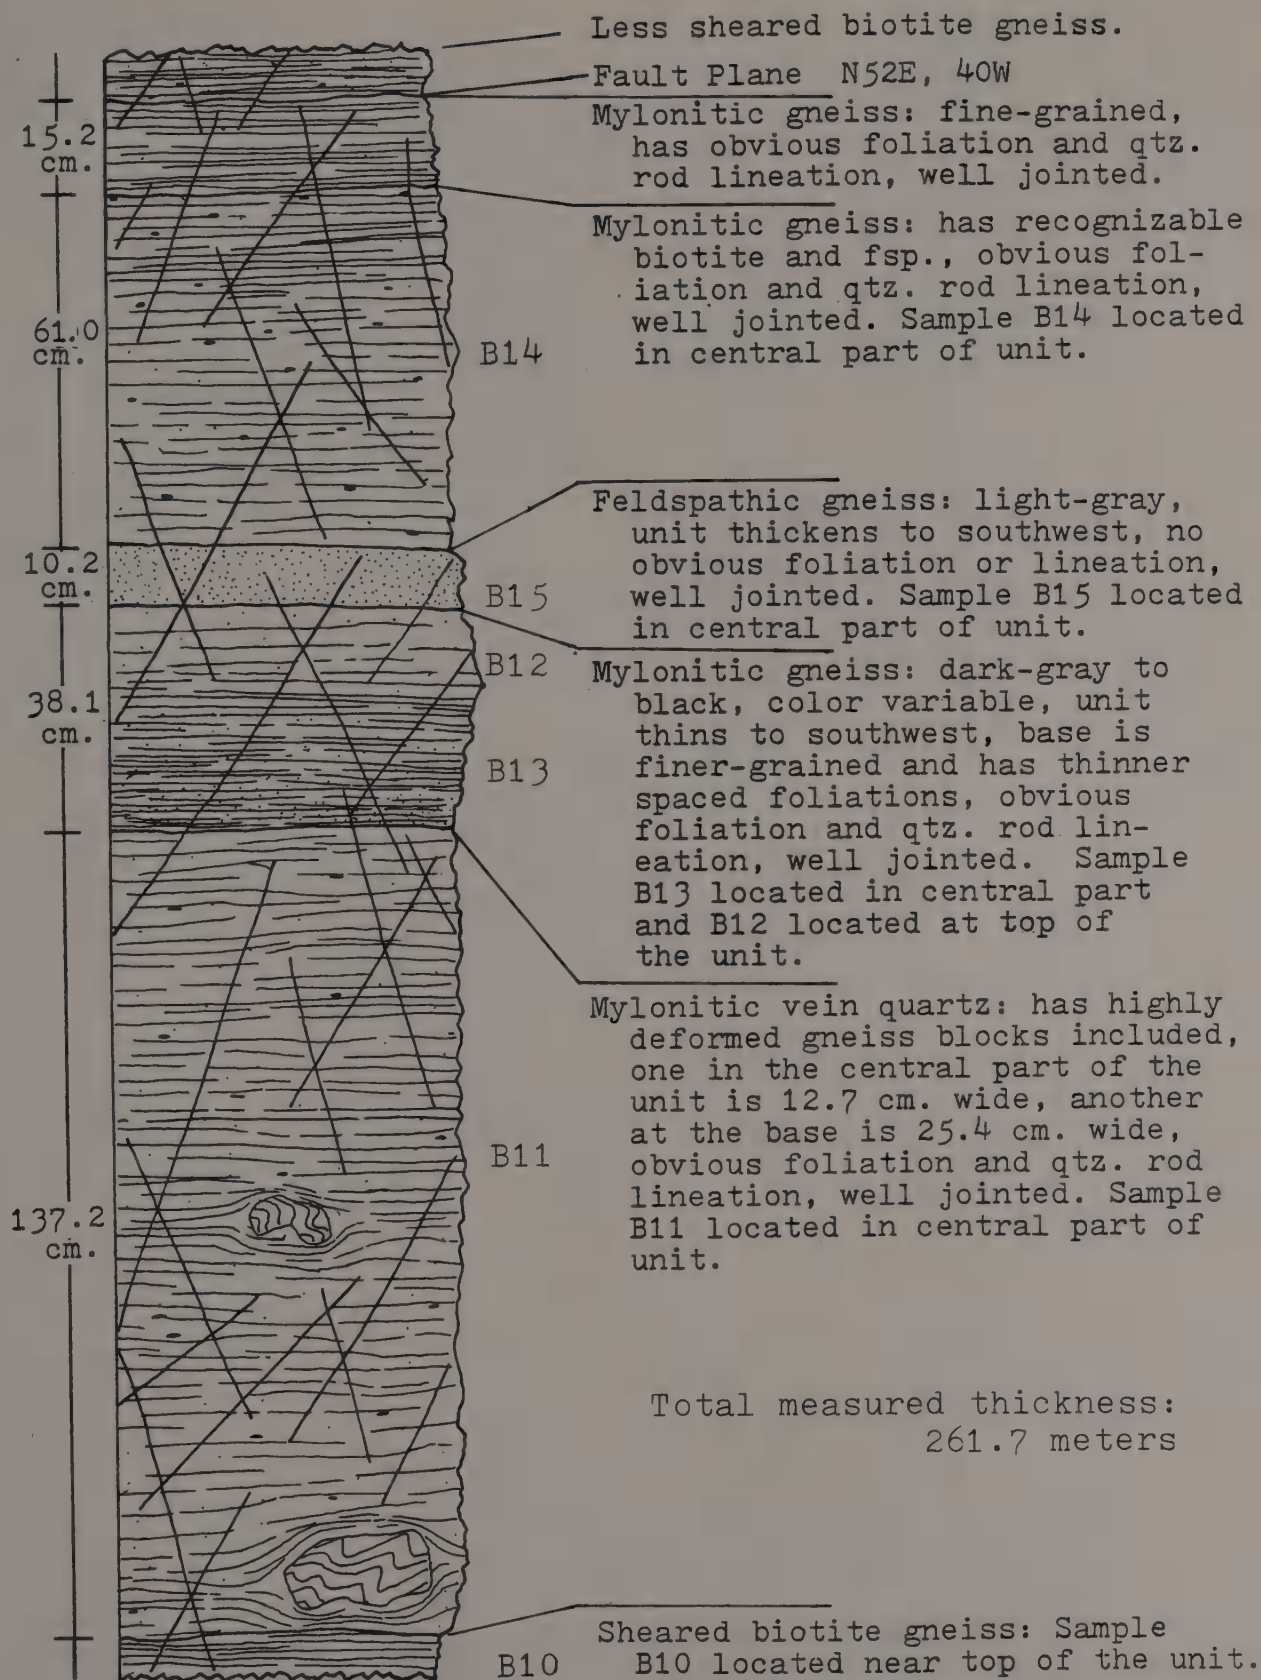 Less sheared biotite gneiss.
Fault Plane N52E, 40W
Mylonitic gneiss: fine-grained,
has obvious foliation and qtz.
rod lineation, well jointed.
15.2
cm.
Mylonitic gneiss: has recognizable
biotite and fsp., obvious fol-
iation and qtz. rod lineation,
well jointed. Sample B14 located
in central part of unit.
61.0
cm.
B14
Feldspathic gneiss: light-gray,
unit thickens to southwest, no
obvious foliation or lineation,
well jointed. Sample B15 located
in central part of unit.
10.2
cm.
B15
B12
Mylonitic gneiss: dark-gray to
black, color variable, unit
thins to southwest, base is
finer-grained and has thinner
spaced foliations, obvious
foliation and qtz. rod lin-
eation, well jointed. Sample
B13 located in central part
and B12 located at top of
the unit.
38.1
cm.
B13
Mylonitic vein quartz: has highly
deformed gneiss blocks included,
one in the central part of the
unit is 12.7 cm. wide, another
at the base is 25.4 cm. wide,
obvious foliation and qtz. rod
lineation, well jointed. Sample
B11 located in central part of
unit.
B11
137.2
cm.
Total measured thickness:
261.7 meters
Sheared biotite gneiss: Sample
B10 located near top of the unit.
B10